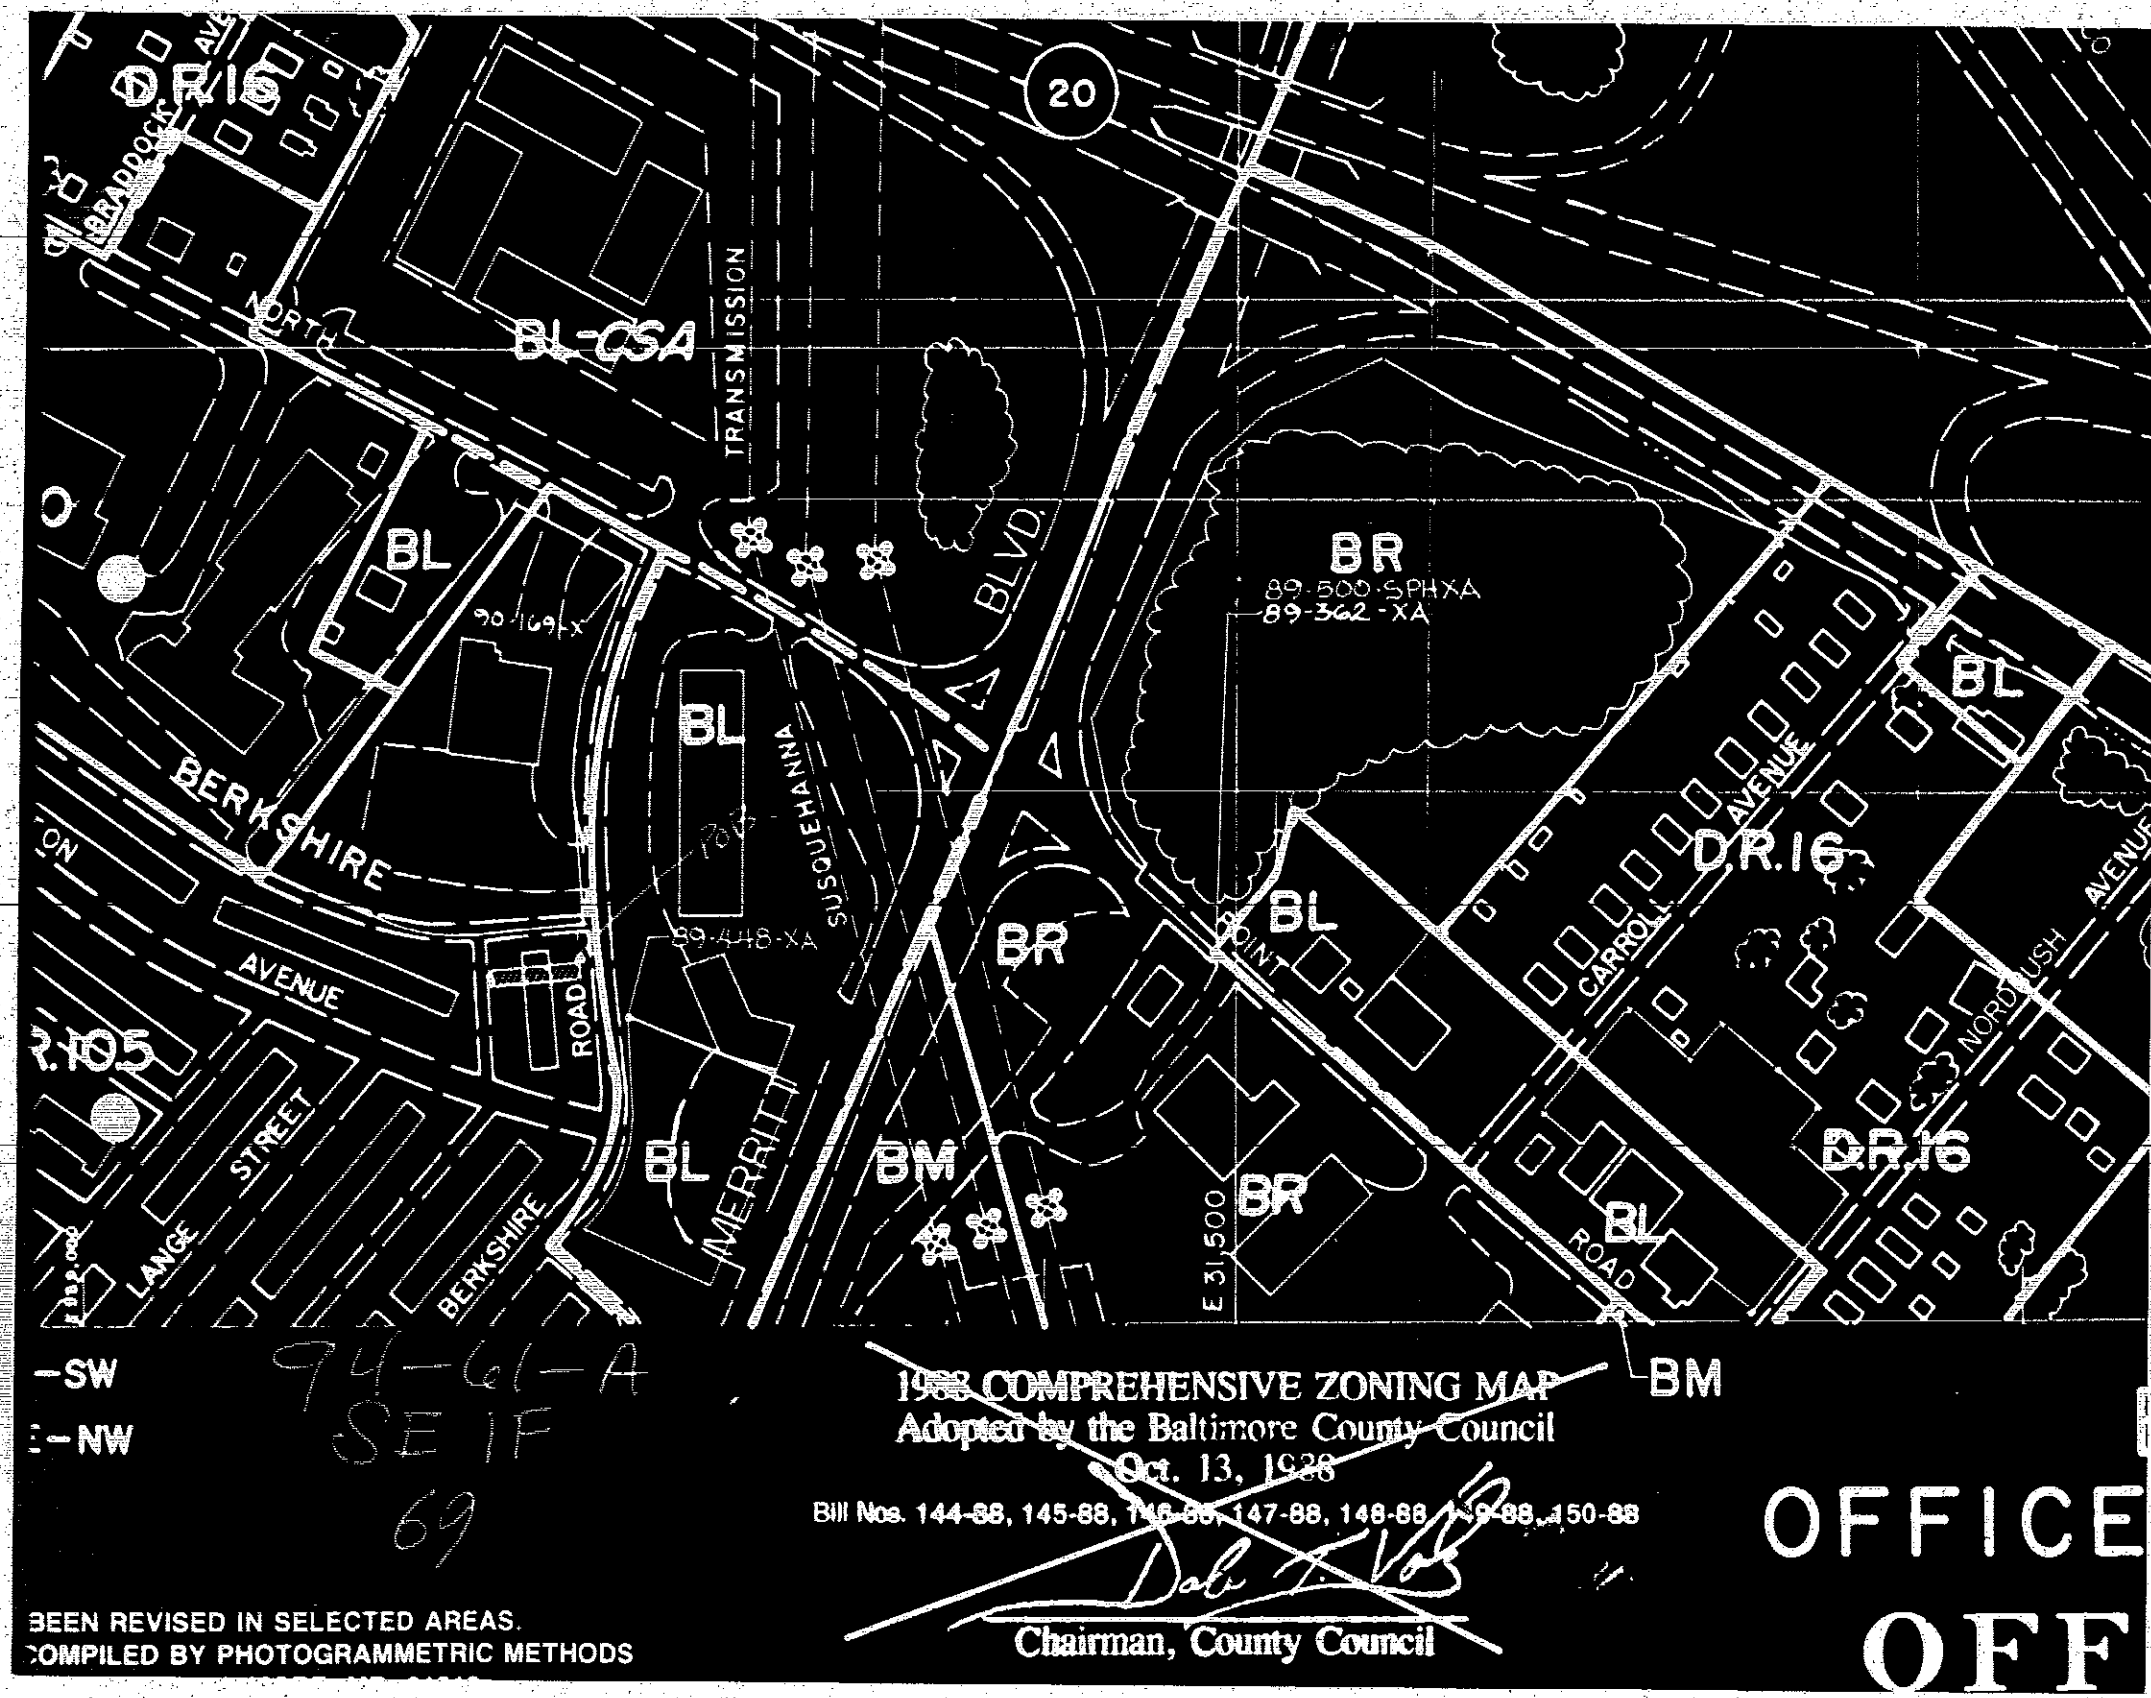 AVE
D.R.16
20
BRADDOCK
NORTH
BL-CSA
TRANSMISSION
BLVD.
BL
BR
89-500-SPHXA
89-362-XA
90-169-X
BL
BL
SUSQUEHANNA
BERKSHIRE
AVENUE
D.R.16
CARROLL
AVENUE
89-448-XA
BR
BL
POINT
AVENUE
ROAD
STREET
LANGE
BERKSHIRE
BL
MERRITT
BM
BR
E 31,500
BL
ROAD
D.R.16
BM
-SW
- NW
94-61-A
SE 1F
69
1988 COMPREHENSIVE ZONING MAP
Adopted by the Baltimore County Council
Oct. 13, 1988
Bill Nos. 144-88, 145-88, 146-88, 147-88, 148-88, 149-88, 150-88
Chairman, County Council
BEEN REVISED IN SELECTED AREAS.
COMPILED BY PHOTOGRAMMETRIC METHODS
OFFICE
OFF